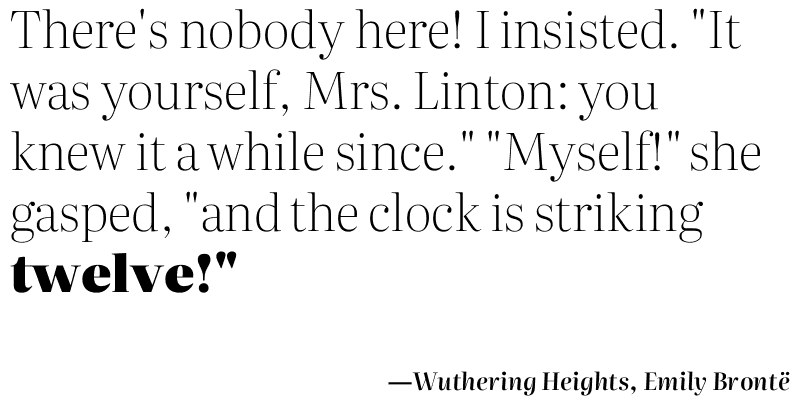 There's nobody here! I insisted. "It
was yourself, Mrs. Linton: you
knew it a while since." "Myself!" she
gasped, "and the clock is striking
twelve!"
—Wuthering Heights, Emily Brontë